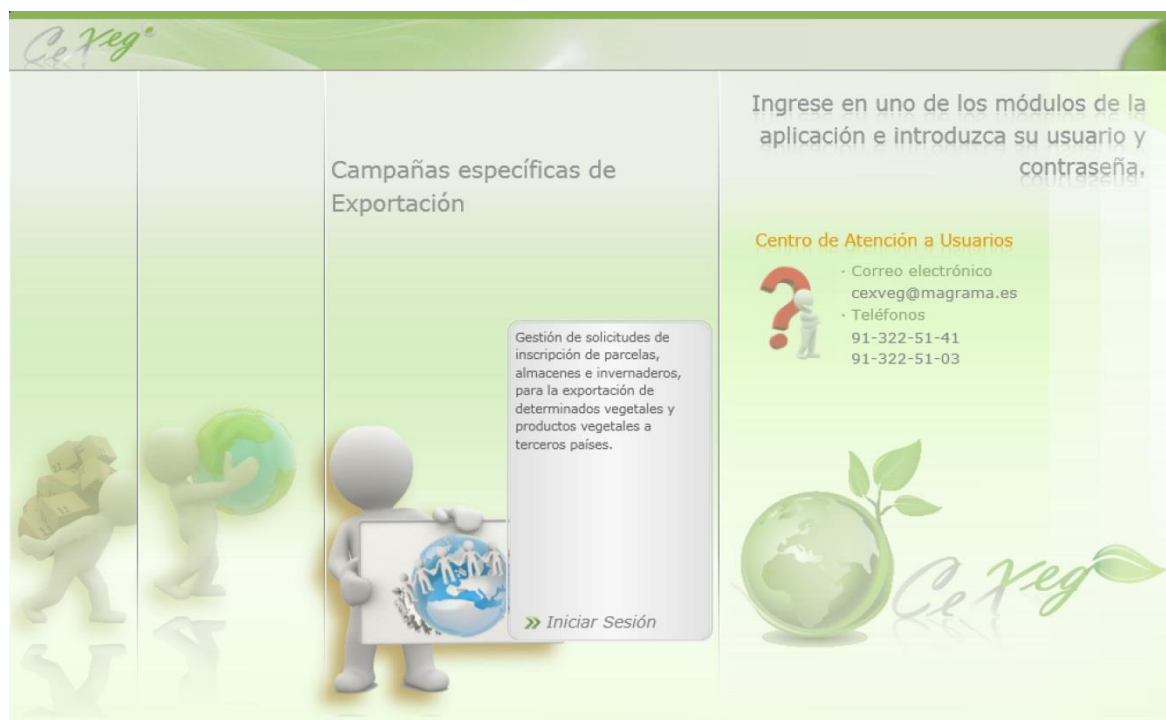 CeXveg
Campañas específicas de
Exportación
Gestión de solicitudes de
inscripción de parcelas,
almacenes e invernaderos,
para la exportación de
determinados vegetales y
productos vegetales a
terceros países.
» Iniciar Sesión
Ingrese en uno de los módulos de la
aplicación e introduzca su usuario y
contraseña.
Centro de Atención a Usuarios
· Correo electrónico
cexveg@magrama.es
· Teléfonos
91-322-51-41
91-322-51-03
CeXveg